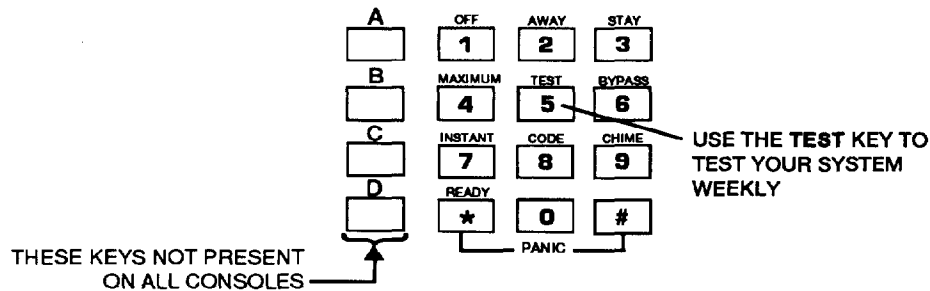 A OFF AWAY STAY
1 2 3
B MAXIMUM TEST BYPASS
4 5 6
C INSTANT CODE CHIME
7 8 9
D READY
* 0 #
PANIC
USE THE TEST KEY TO
TEST YOUR SYSTEM
WEEKLY
THESE KEYS NOT PRESENT
ON ALL CONSOLES